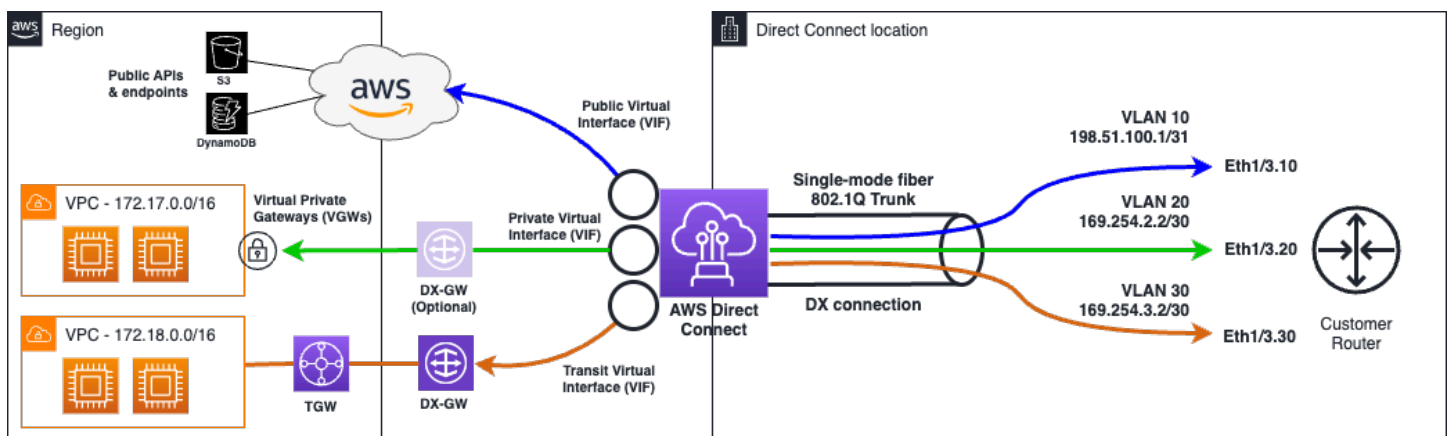 aws
Region
Public APIs
& endpoints
S3
DynamoDB
aws
Public Virtual
Interface (VIF)
VPC - 172.17.0.0/16
Virtual Private
Gateways (VGWs)
Private Virtual
Interface (VIF)
DX-GW
(Optional)
VPC - 172.18.0.0/16
TGW
DX-GW
Transit Virtual
Interface (VIF)
AWS Direct
Connect
Direct Connect location
Single-mode fiber
802.1Q Trunk
DX connection
VLAN 10
198.51.100.1/31
Eth1/3.10
VLAN 20
169.254.2.2/30
Eth1/3.20
VLAN 30
169.254.3.2/30
Eth1/3.30
Customer
Router